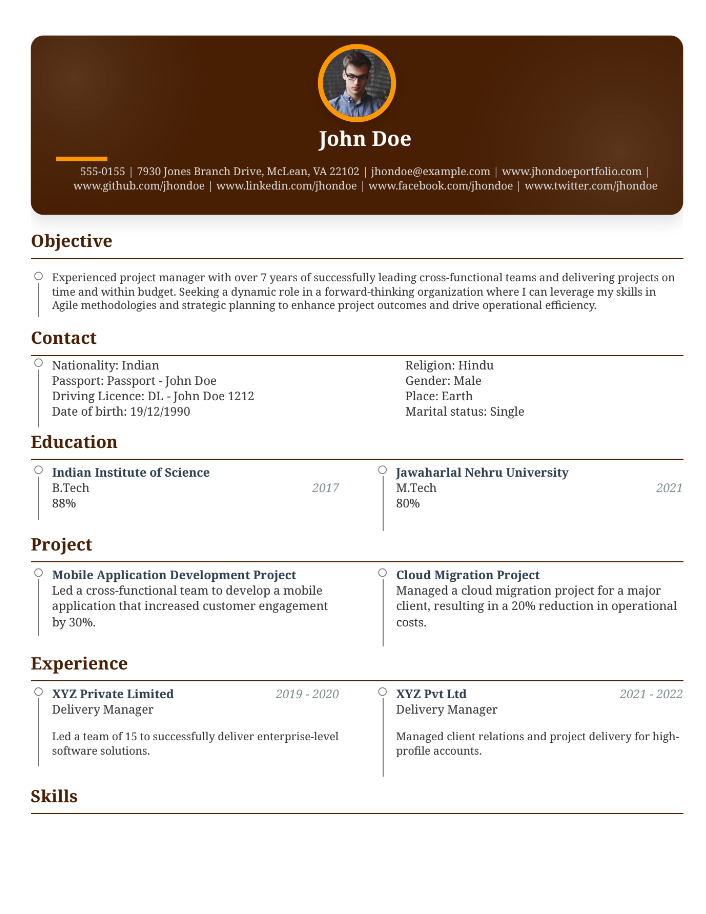 John Doe
555-0155 | 7930 Jones Branch Drive, McLean, VA 22102 | jhondoe@example.com | www.jhondoeportfolio.com |
www.github.com/jhondoe | www.linkedin.com/jhondoe | www.facebook.com/jhondoe | www.twitter.com/jhondoe
Objective
Experienced project manager with over 7 years of successfully leading cross-functional teams and delivering projects on
time and within budget. Seeking a dynamic role in a forward-thinking organization where I can leverage my skills in
Agile methodologies and strategic planning to enhance project outcomes and drive operational efficiency.
Contact
Nationality: Indian
Passport: Passport - John Doe
Driving Licence: DL - John Doe 1212
Date of birth: 19/12/1990
Religion: Hindu
Gender: Male
Place: Earth
Marital status: Single
Education
Indian Institute of Science
B.Tech 2017
88%
Jawaharlal Nehru University
M.Tech 2021
80%
Project
Mobile Application Development Project
Led a cross-functional team to develop a mobile
application that increased customer engagement
by 30%.
Cloud Migration Project
Managed a cloud migration project for a major
client, resulting in a 20% reduction in operational
costs.
Experience
XYZ Private Limited 2019 - 2020
Delivery Manager
Led a team of 15 to successfully deliver enterprise-level
software solutions.
XYZ Pvt Ltd 2021 - 2022
Delivery Manager
Managed client relations and project delivery for high-
profile accounts.
Skills